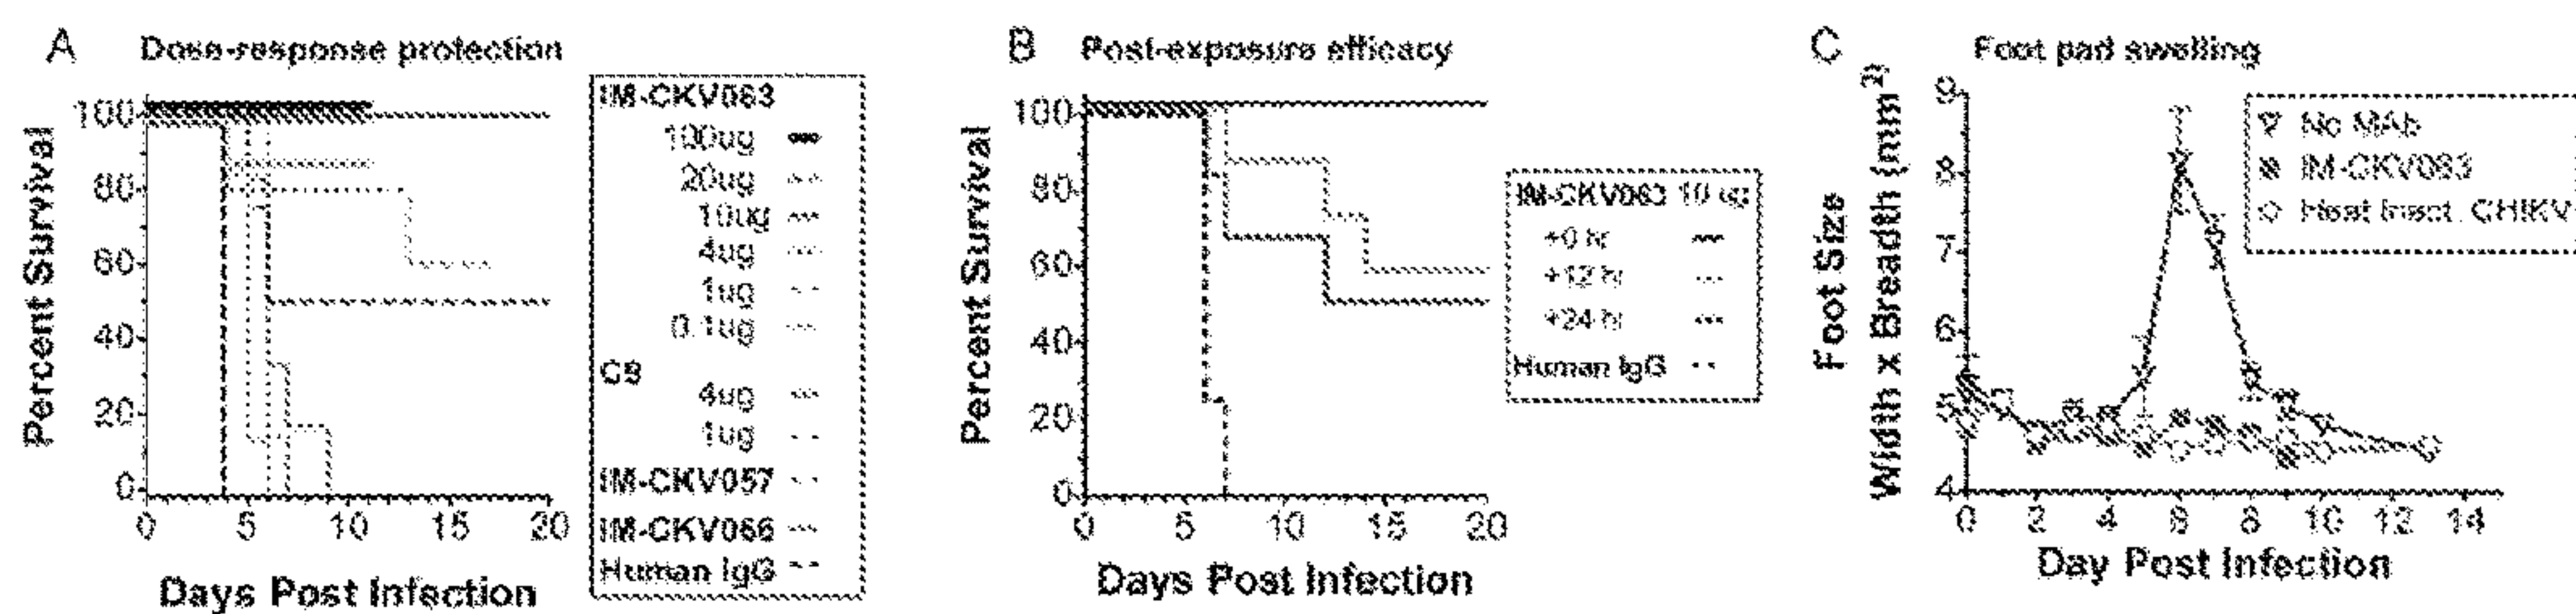 A Dose-response protection
Percent Survival
100
80
60
40
20
0
0 5 10 15 20
Days Post Infection
IM-CKV063
100ug
20ug
10ug
4ug
1ug
0.1ug
C9
4ug
1ug
IM-CKV057
IM-CKV066
Human IgG
B Post-exposure efficacy
Percent Survival
100
80
60
40
20
0
0 5 10 15 20
Days Post Infection
IM-CKV063 10 ug
+0 hr
+12 hr
+24 hr
Human IgG
C Foot pad swelling
Foot Size
Width x Breadth (mm²)
9
8
7
6
5
4
0 2 4 6 8 10 12 14
Day Post Infection
No MAb
IM-CKV063
Heat Inact. CHIKV